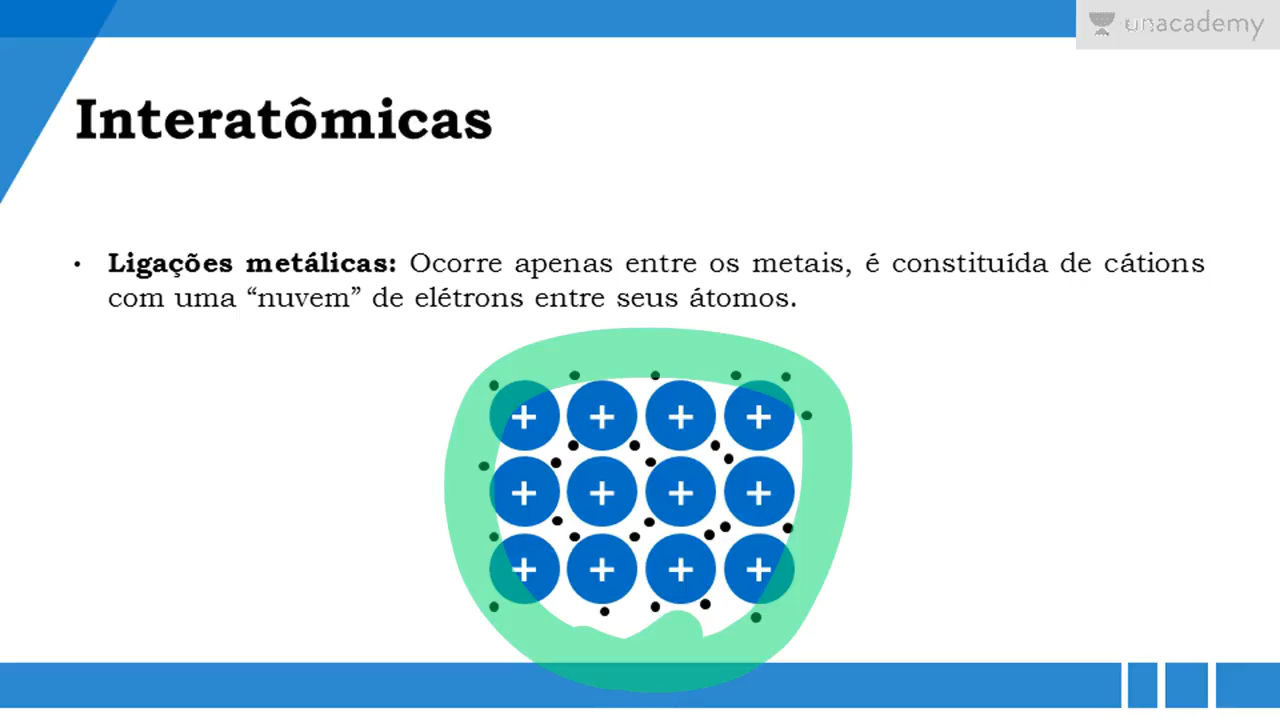 unacademy
Interatômicas
• Ligações metálicas: Ocorre apenas entre os metais, é constituída de cátions
com uma “nuvem” de elétrons entre seus átomos.
+ + + +
+ + + +
+ + + +